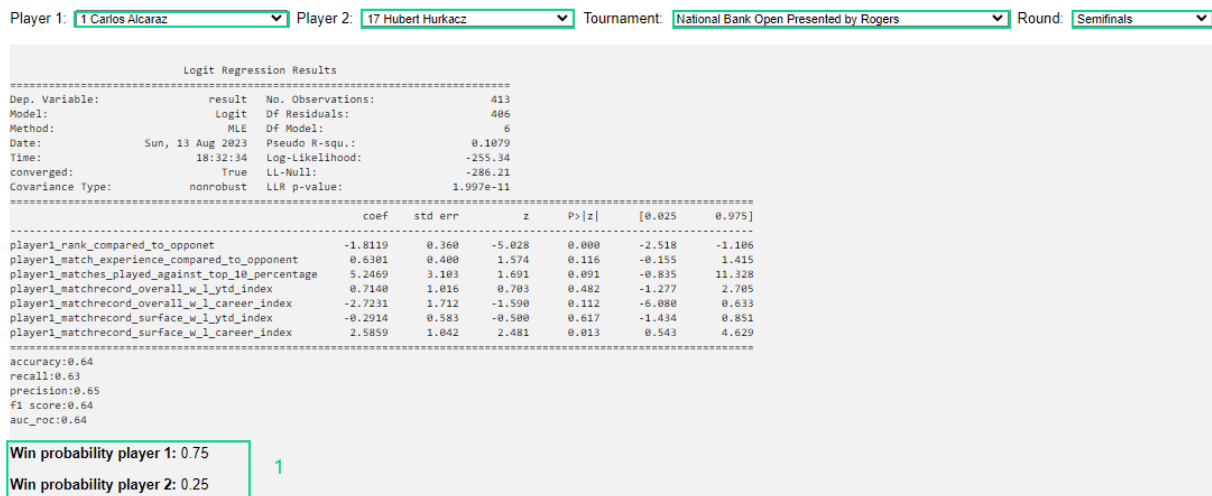 Player 1: 1 Carlos Alcaraz Player 2: 17 Hubert Hurkacz Tournament: National Bank Open Presented by Rogers Round: Semifinals
Logit Regression Results
==============================================================================
Dep. Variable: result No. Observations: 413
Model: Logit Df Residuals: 406
Method: MLE Df Model: 6
Date: Sun, 13 Aug 2023 Pseudo R-squ.: 0.1079
Time: 18:32:34 Log-Likelihood: -255.34
converged: True LL-Null: -286.21
Covariance Type: nonrobust LLR p-value: 1.997e-11
==============================================================================
coef std err z P>|z| [0.025 0.975]
------------------------------------------------------------------------------
player1_rank_compared_to_opponet -1.8119 0.360 -5.028 0.000 -2.518 -1.106
player1_match_experience_compared_to_opponent 0.6301 0.400 1.574 0.116 -0.155 1.415
player1_matches_played_against_top_10_percentage 5.2469 3.103 1.691 0.091 -0.835 11.328
player1_matchrecord_overall_w_l_ytd_index 0.7140 1.016 0.703 0.482 -1.277 2.705
player1_matchrecord_overall_w_l_career_index -2.7231 1.712 -1.590 0.112 -6.080 0.633
player1_matchrecord_surface_w_l_ytd_index -0.2914 0.583 -0.500 0.617 -1.434 0.851
player1_matchrecord_surface_w_l_career_index 2.5859 1.042 2.481 0.013 0.543 4.629
==============================================================================
accuracy:0.64
recall:0.63
precision:0.65
f1 score:0.64
auc_roc:0.64
Win probability player 1: 0.75
1
Win probability player 2: 0.25